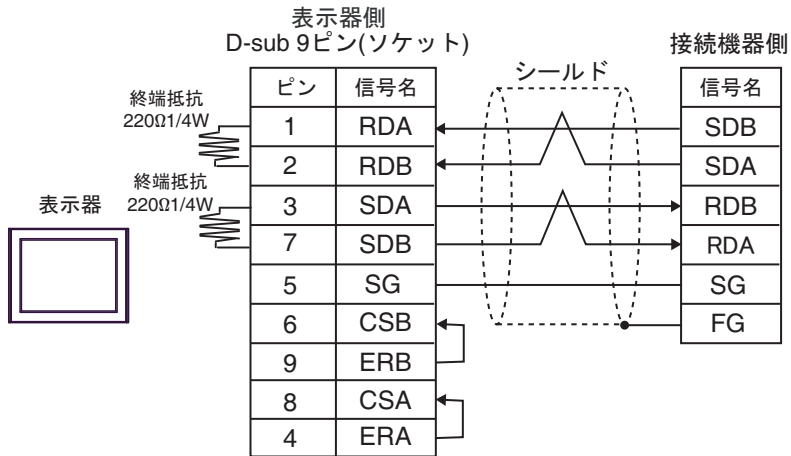 表示器側
D-sub 9ピン(ソケット)
接続機器側
シールド
ピン 信号名
信号名
終端抵抗
220Ω1/4W
1 RDA
SDB
2 RDB
SDA
終端抵抗
220Ω1/4W
表示器
3 SDA
RDB
7 SDB
RDA
5 SG
SG
6 CSB
FG
9 ERB
8 CSA
4 ERA